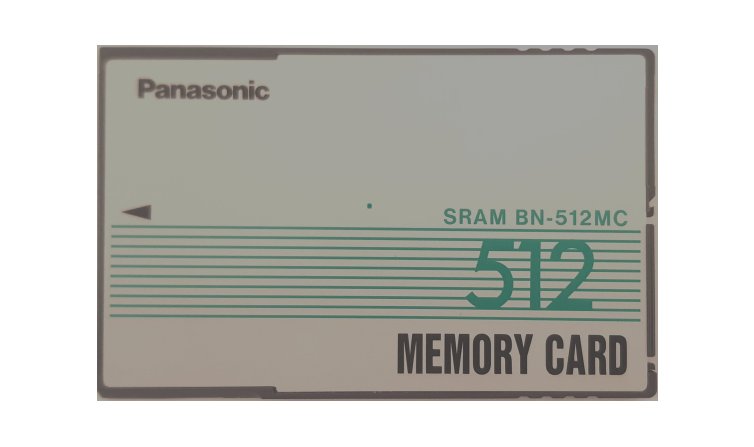 Panasonic
SRAM BN-512MC
512
MEMORY CARD